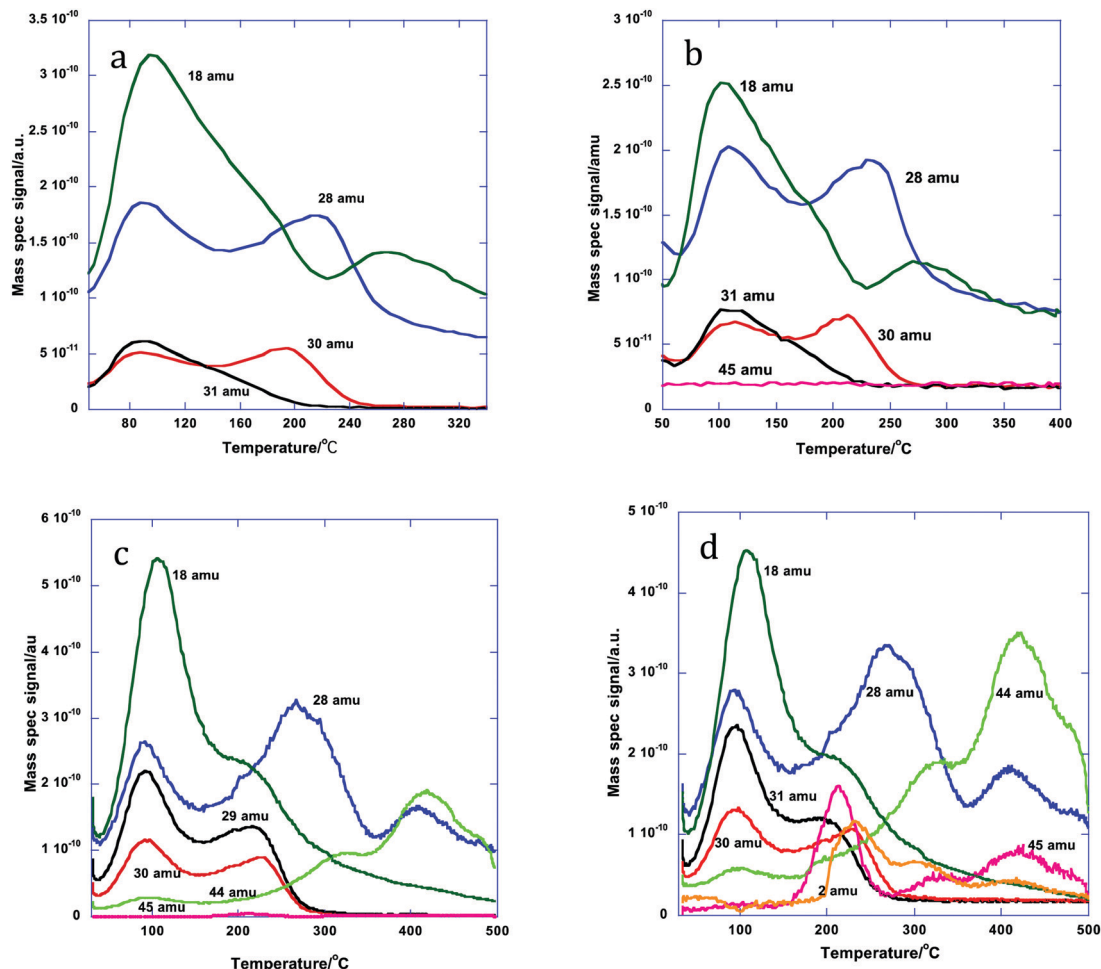 a
3.5 10-10
3 10-10
2.5 10-10
2 10-10
1.5 10-10
1 10-10
5 10-11
0
Mass spec signal/a.u.
18 amu
28 amu
30 amu
31 amu
80 120 160 200 240 280 320
Temperature/°C
b
3 10-10
2.5 10-10
2 10-10
1.5 10-10
1 10-10
5 10-11
0
Mass spec signal/amu
18 amu
28 amu
31 amu
30 amu
45 amu
50 100 150 200 250 300 350 400
Temperature/°C
c
6 10-10
5 10-10
4 10-10
3 10-10
2 10-10
1 10-10
0
Mass spec signal/au
18 amu
28 amu
29 amu
30 amu
44 amu
45 amu
100 200 300 400 500
Temperature/°C
d
5 10-10
4 10-10
3 10-10
2 10-10
1 10-10
0
Mass spec signal/a.u.
18 amu
28 amu
44 amu
31 amu
30 amu
45 amu
2 amu
100 200 300 400 500
Temperature/°C